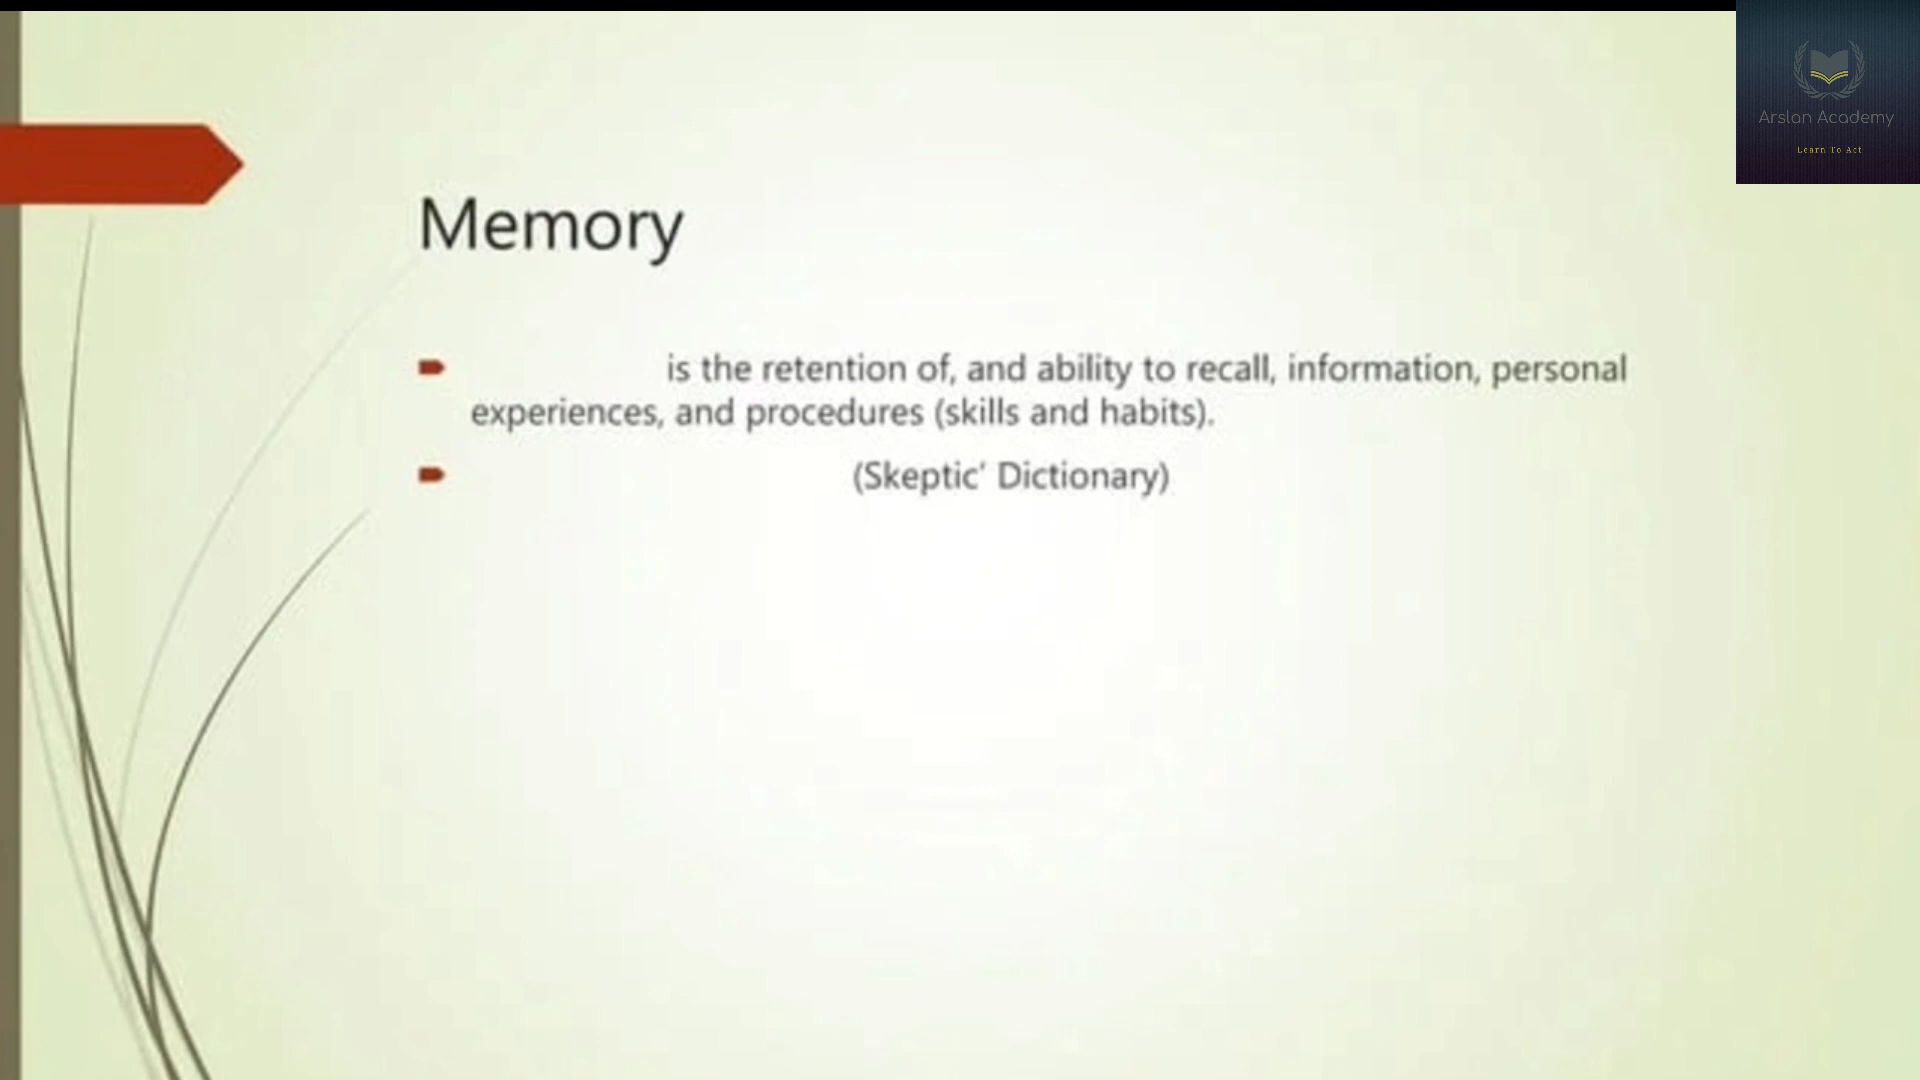 Arslan Academy
Learn To Act
Memory
is the retention of, and ability to recall, information, personal
experiences, and procedures (skills and habits).
(Skeptic' Dictionary)